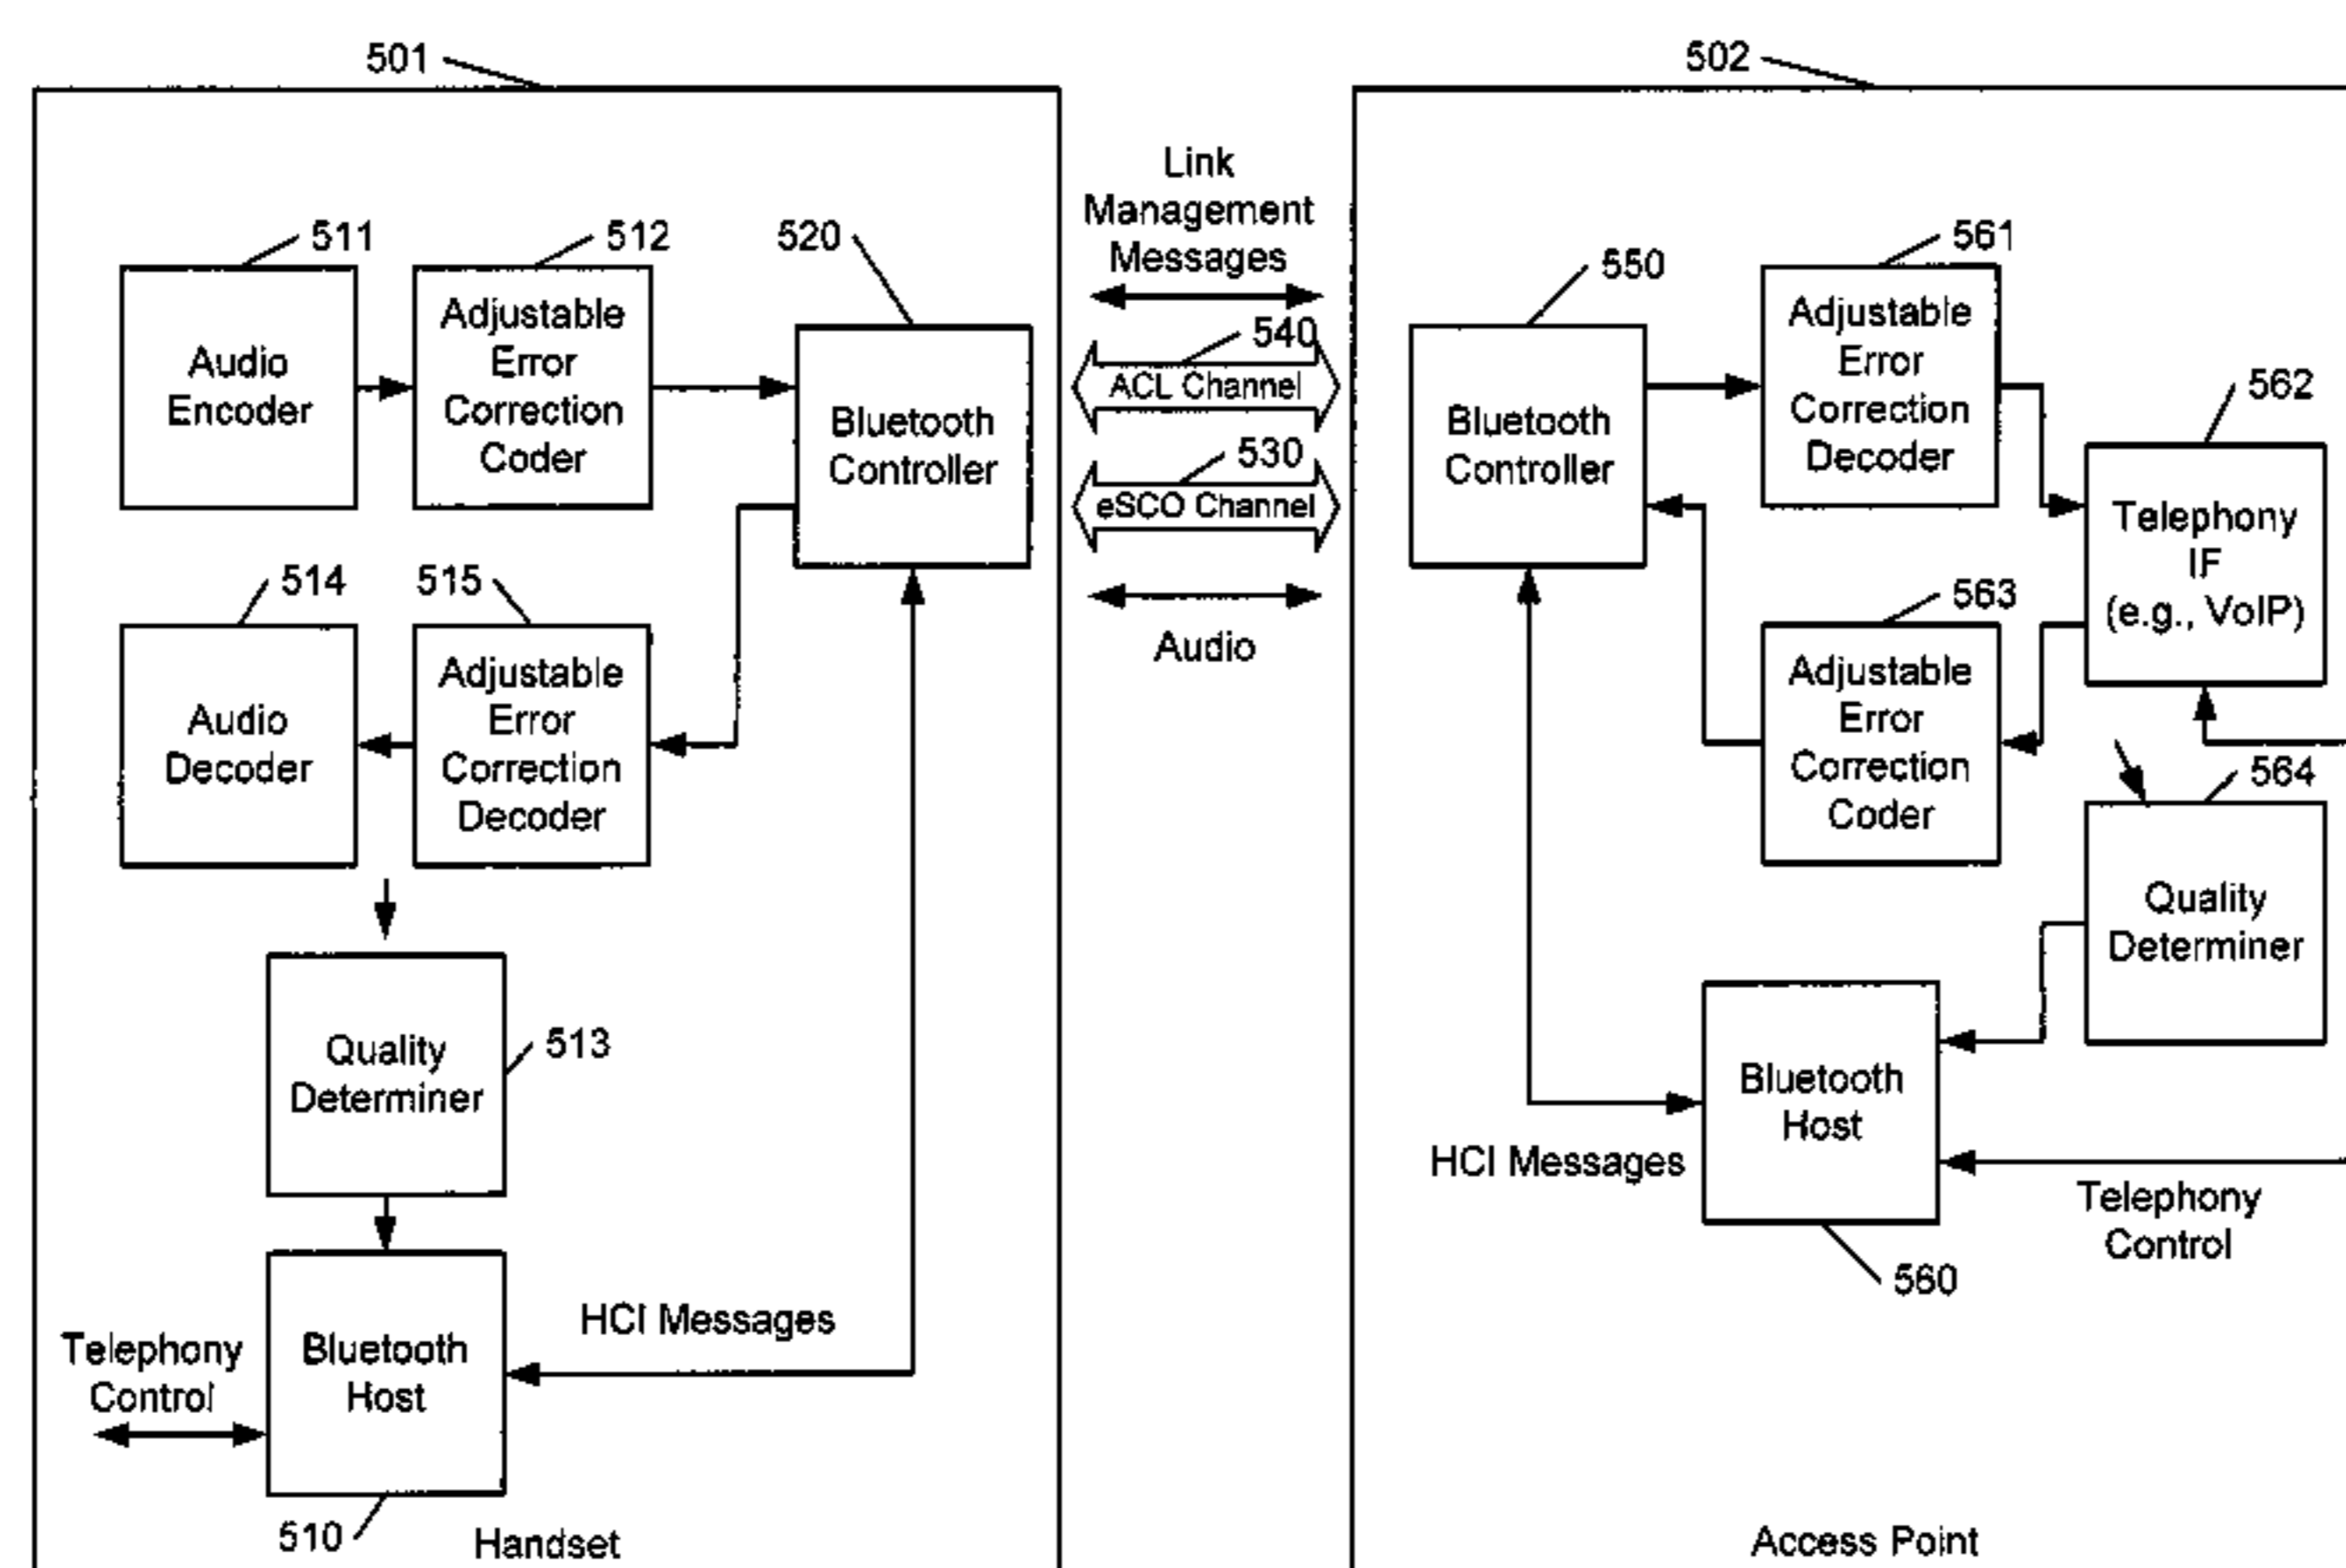 501
502
Link
Management
Messages
511
512
520
550
561
Audio
Encoder
Adjustable
Error
Correction
Coder
Bluetooth
Controller
540
ACL Channel
530
eSCO Channel
Audio
Bluetooth
Controller
Adjustable
Error
Correction
Decoder
562
Telephony
IF
(e.g., VoIP)
514
515
563
Audio
Decoder
Adjustable
Error
Correction
Decoder
Adjustable
Error
Correction
Coder
564
Quality
Determiner
Quality
Determiner
513
Bluetooth
Host
HCI Messages
Telephony
Control
560
HCI Messages
Telephony
Control
Bluetooth
Host
510
Handset
Access Point